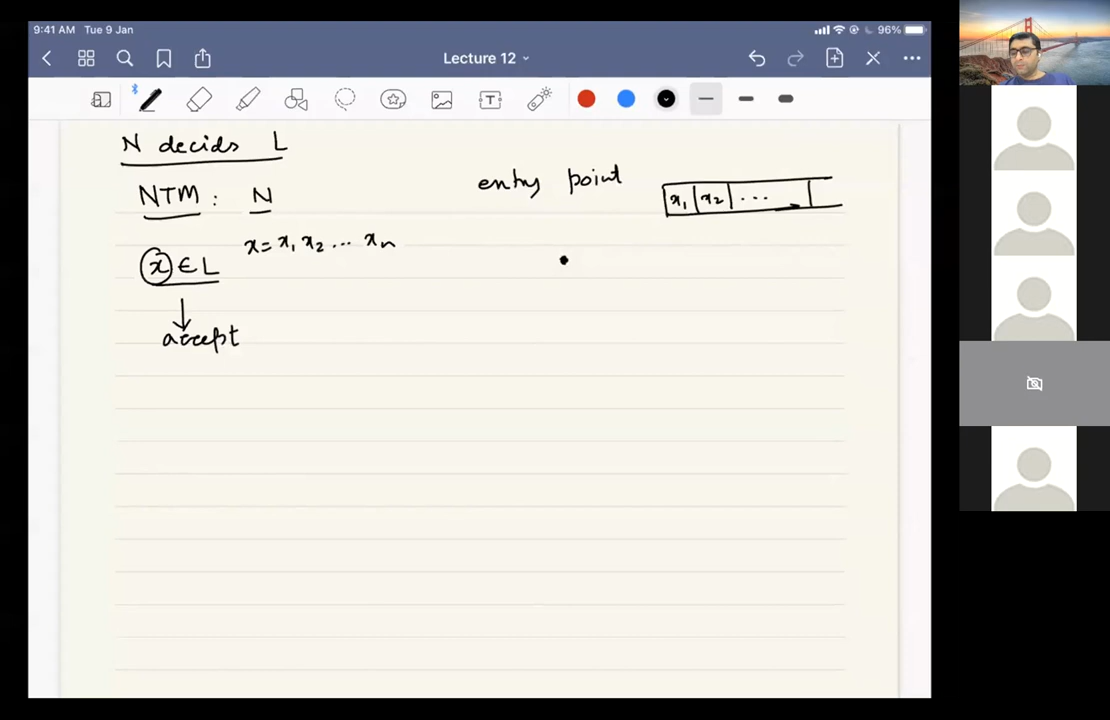 9:41 AM Tue 9 Jan
96%
Lecture 12
N decids L
NTM : N
entry point
x₁ x₂ ...
x = x₁ x₂ ... xₙ
x ∈ L
accept